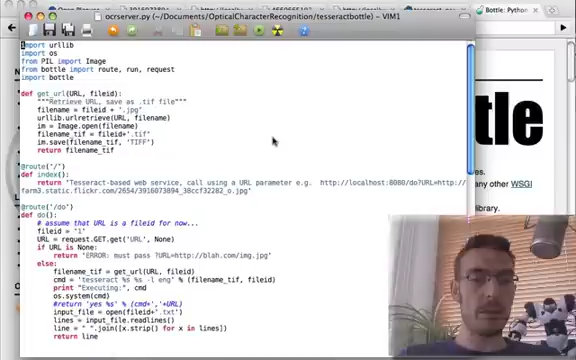 ocrserver.py (~/Documents/OpticalCharacterRecognition/tesseractbottle) - VIM1
import urllib
import os
from PIL import Image
from bottle import route, run, request
import bottle
def get_url(URL, fileid):
"""Retrieve URL, save as .tif file"""
filename = fileid + '.jpg'
urllib.urlretrieve(URL, filename)
im = Image.open(filename)
filename_tif = fileid+'.tif'
im.save(filename_tif, 'TIFF')
return filename_tif
@route('/')
def index():
return 'Tesseract-based web service, call using a URL parameter e.g. http://localhost:8080/do?URL=http://
farm3.static.flickr.com/2654/3916073894_38ccf32282_o.jpg'
@route('/do')
def do():
# assume that URL is a fileid for now...
fileid = '1'
URL = request.GET.get('URL', None)
if URL is None:
return 'ERROR: must pass ?URL=http://blah.com/img.jpg'
else:
filename_tif = get_url(URL, fileid)
cmd = 'tesseract %s %s -l eng' % (filename_tif, fileid)
print "Executing:", cmd
os.system(cmd)
#return 'yes %s' % (cmd+','+URL)
input_file = open(fileid+'.txt')
lines = input_file.readlines()
line = " ".join([x.strip() for x in lines])
return line
Bottle: Python
ttle
any other WSGI
library.